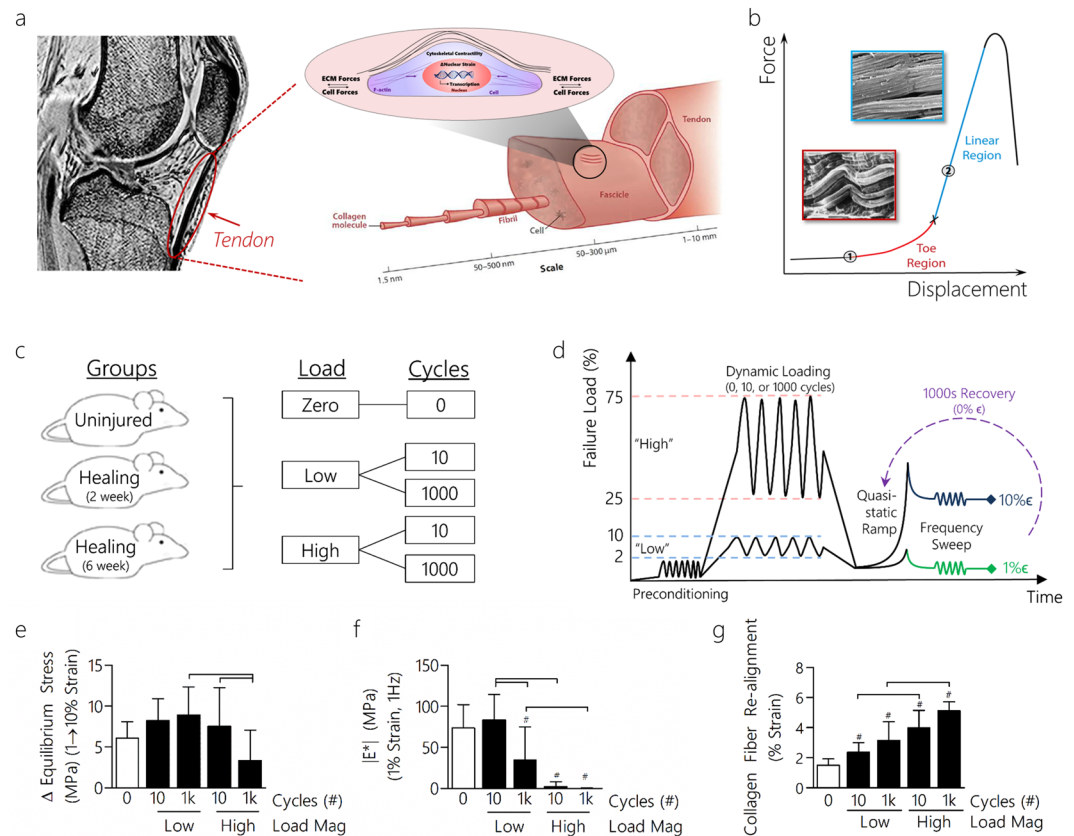 a
Tendon
Cytoskeletal Contractility
ΔNuclear Strain
Transcription
Nucleus
F-actin
Cell
ECM Forces
Cell Forces
ECM Forces
Cell Forces
Tendon
Fascicle
Fibril
Cell
Collagen
molecule
1.5 nm
50–500 nm
50–300 µm
1–10 mm
Scale
b
Force
Linear
Region
2
1
Toe
Region
Displacement
c
Groups
Load
Cycles
Uninjured
Healing
(2 week)
Healing
(6 week)
Zero
0
Low
10
1000
High
10
1000
d
Failure Load (%)
75
25
10
2
"High"
"Low"
Dynamic Loading
(0, 10, or 1000 cycles)
1000s Recovery
(0% ε)
Quasi-
static
Ramp
Frequency
Sweep
10%ε
1%ε
Preconditioning
Time
e
Δ Equilibrium Stress
(MPa) (1→10% Strain)
15
10
5
0
0 10 1k 10 1k Cycles (#)
Low High Load Mag
f
|E*| (MPa)
(1% Strain, 1Hz)
150
100
50
0
# # #
0 10 1k 10 1k Cycles (#)
Low High Load Mag
g
Collagen Fiber Re-alignment
(% Strain)
8
6
4
2
0
# # # #
0 10 1k 10 1k Cycles (#)
Low High Load Mag